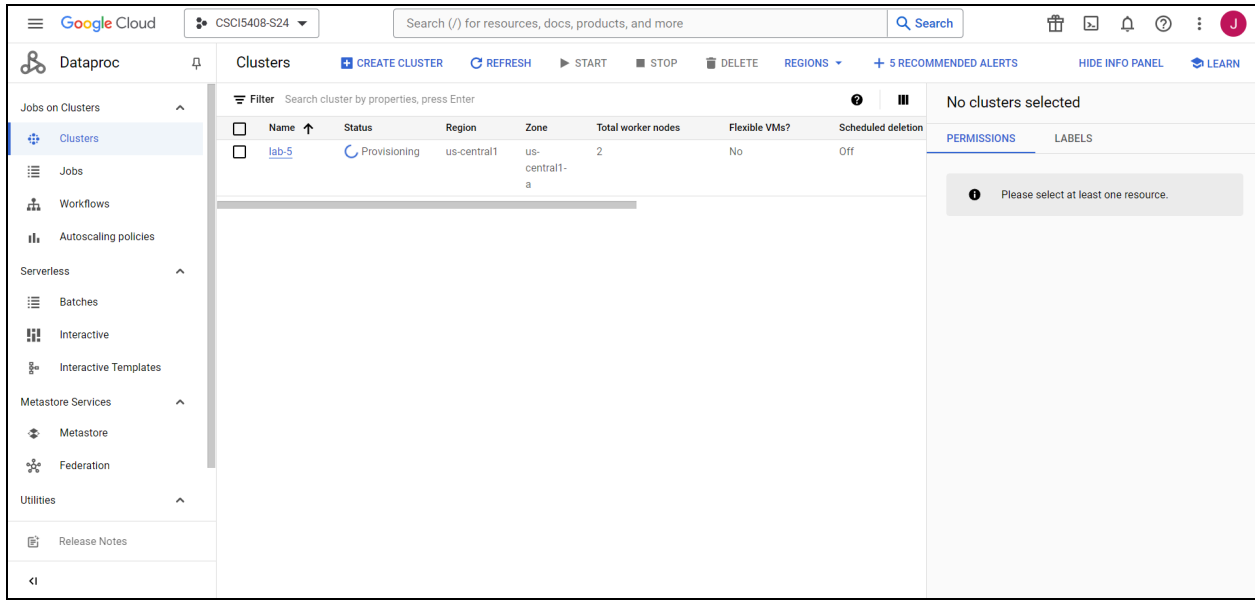 Google Cloud
CSCI5408-S24
Search (/) for resources, docs, products, and more
Search
J
Dataproc
Clusters
CREATE CLUSTER
REFRESH
START
STOP
DELETE
REGIONS
5 RECOMMENDED ALERTS
HIDE INFO PANEL
LEARN
Jobs on Clusters
Clusters
Jobs
Workflows
Autoscaling policies
Serverless
Batches
Interactive
Interactive Templates
Metastore Services
Metastore
Federation
Utilities
Release Notes
Filter Search cluster by properties, press Enter
Name Status Region Zone Total worker nodes Flexible VMs? Scheduled deletion
lab-5 Provisioning us-central1 us- 2 No Off
central1-
a
No clusters selected
PERMISSIONS LABELS
Please select at least one resource.